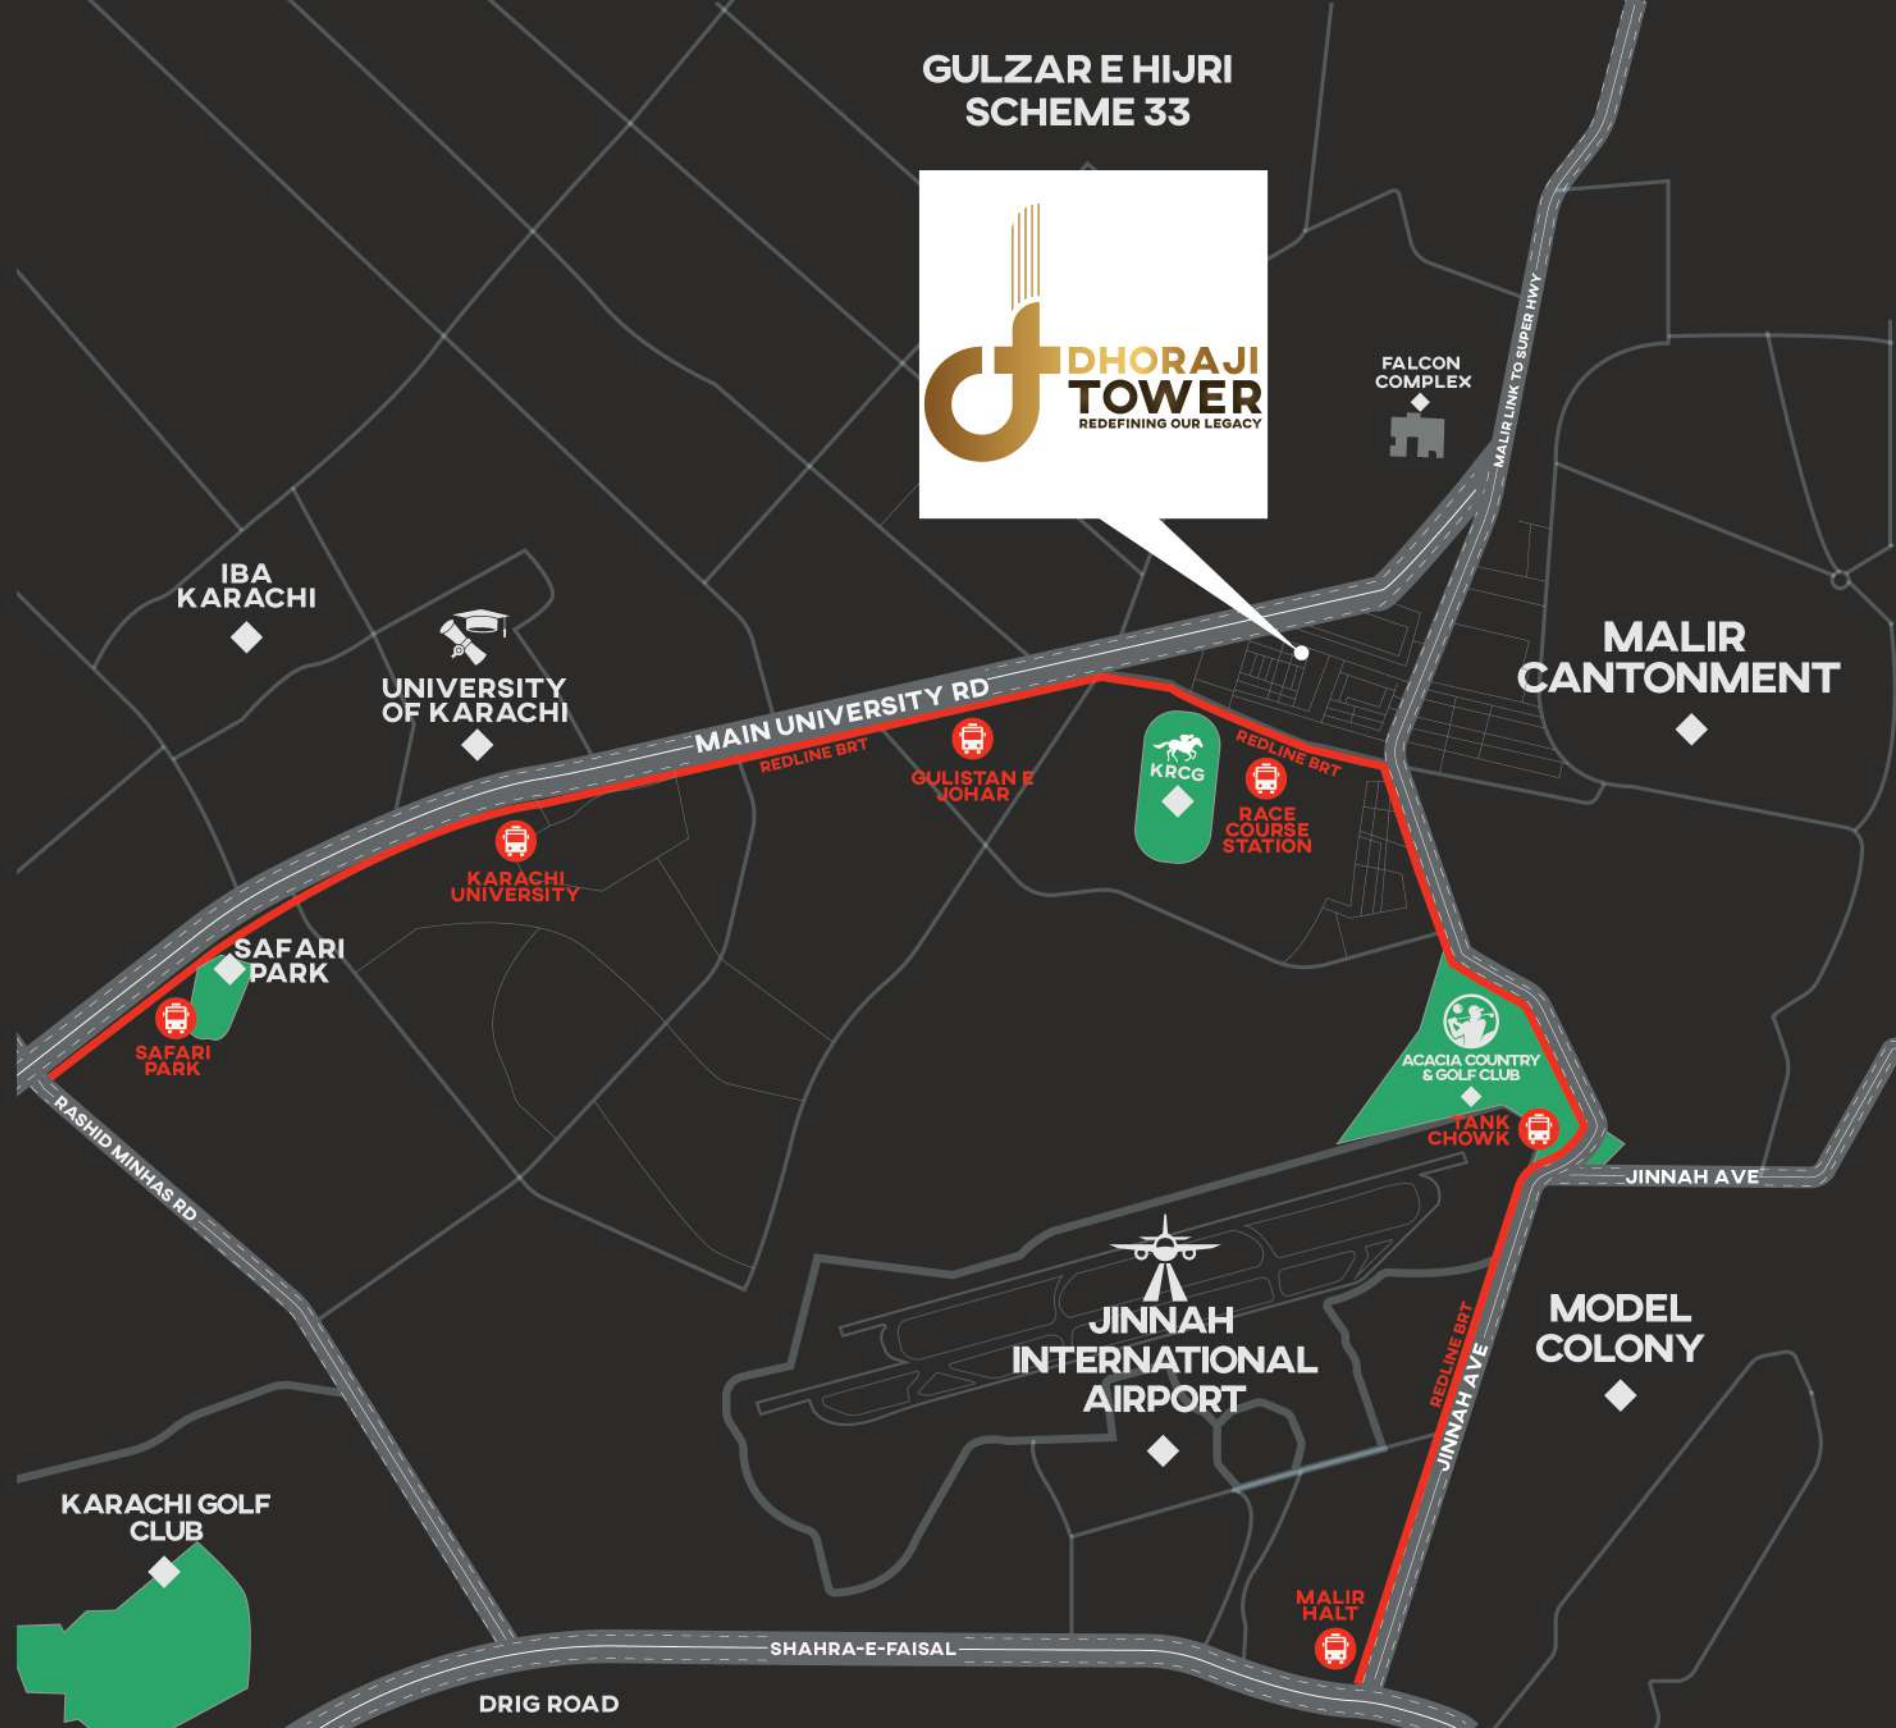 GULZAR E HIJRI
SCHEME 33
DHORAJI
TOWER
REDEFINING OUR LEGACY
FALCON
COMPLEX
MALIR LINK TO SUPER HWY
IBA
KARACHI
UNIVERSITY
OF KARACHI
MALIR
CANTONMENT
MAIN UNIVERSITY RD
REDLINE BRT
GULISTAN E
JOHAR
KRCG
REDLINE BRT
RACE
COURSE
STATION
KARACHI
UNIVERSITY
SAFARI
PARK
SAFARI
PARK
RASHID MINHAS RD
ACACIA COUNTRY
& GOLF CLUB
TANK
CHOWK
JINNAH AVE
JINNAH
INTERNATIONAL
AIRPORT
MODEL
COLONY
REDLINE BRT
JINNAH AVE
KARACHI GOLF
CLUB
MALIR
HALT
SHAHRA-E-FAISAL
DRIG ROAD